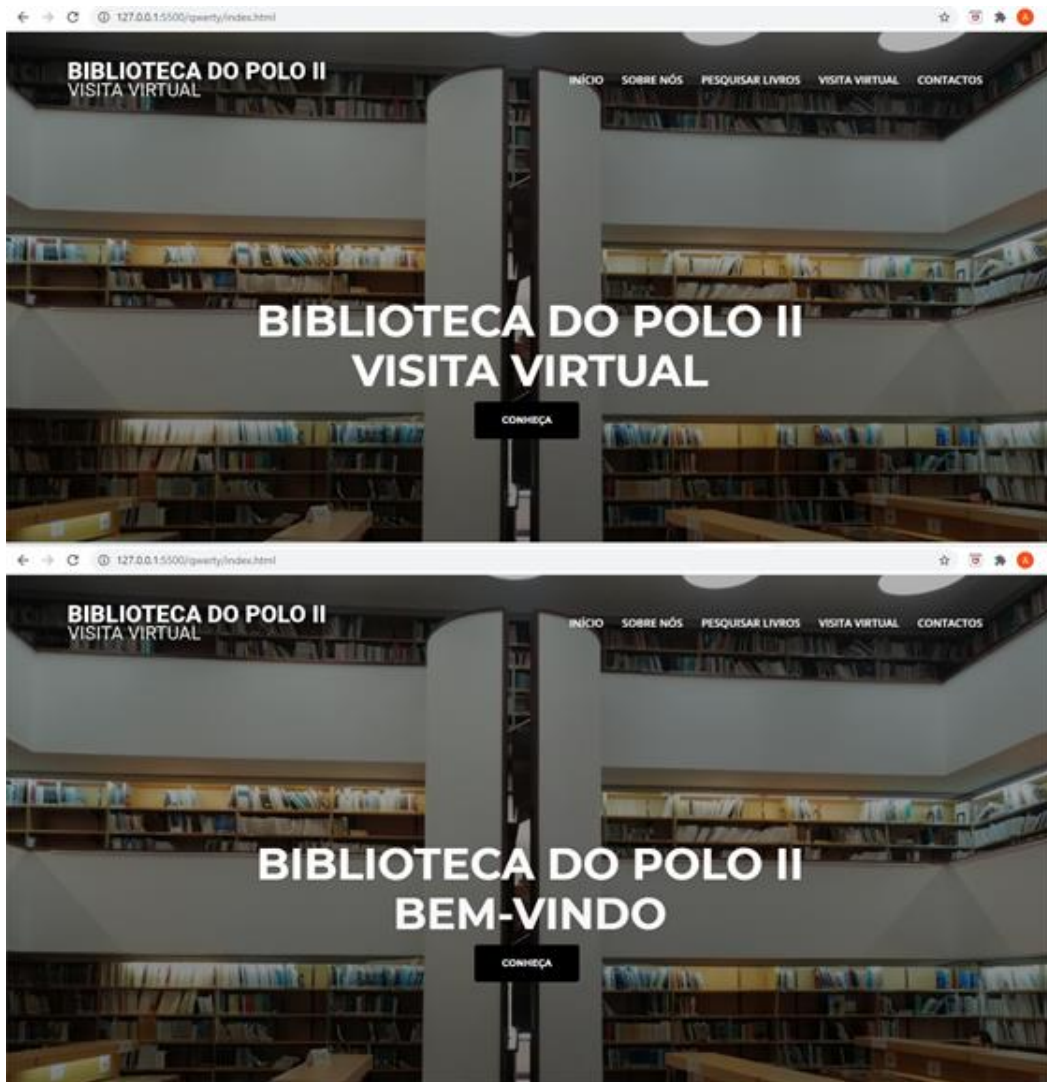 127.0.0.1:5500/qwerty/index.html
BIBLIOTECA DO POLO II
VISITA VIRTUAL
INÍCIO SOBRE NÓS PESQUISAR LIVROS VISITA VIRTUAL CONTACTOS
BIBLIOTECA DO POLO II
VISITA VIRTUAL
CONHEÇA
127.0.0.1:5500/qwerty/index.html
BIBLIOTECA DO POLO II
VISITA VIRTUAL
INÍCIO SOBRE NÓS PESQUISAR LIVROS VISITA VIRTUAL CONTACTOS
BIBLIOTECA DO POLO II
BEM-VINDO
CONHEÇA